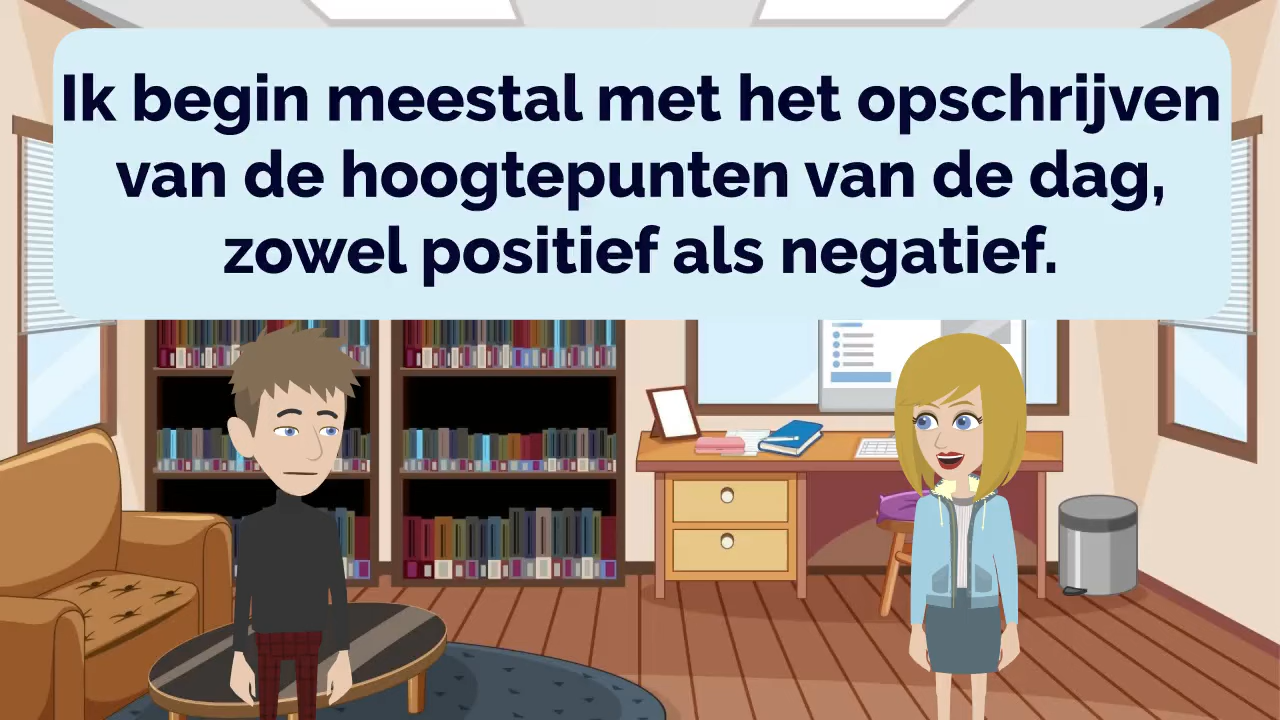 Ik begin meestal met het opschrijven
van de hoogtepunten van de dag,
zowel positief als negatief.